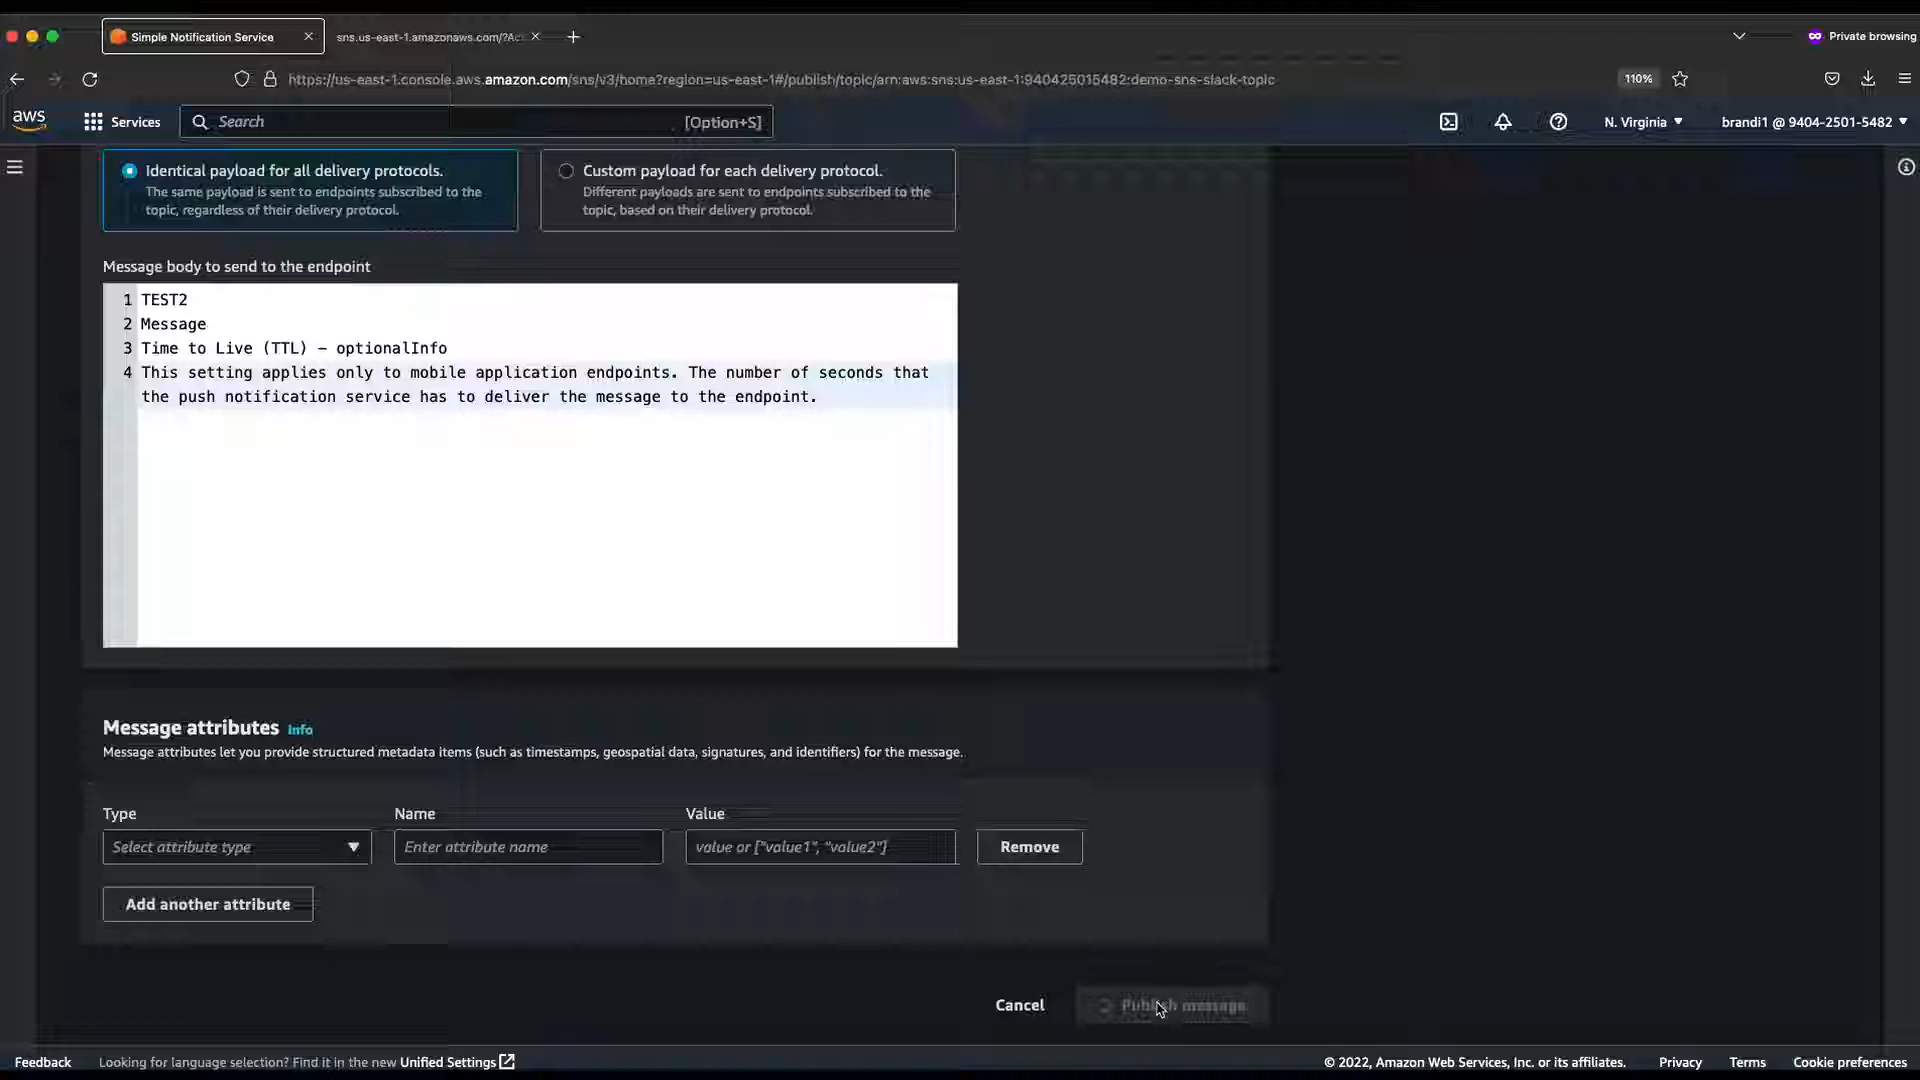 Simple Notification Service
sns.us-east-1.amazonaws.com/?Ac
Private browsing
https://us-east-1.console.aws.amazon.com/sns/v3/home?region=us-east-1#/publish/topic/arn:aws:sns:us-east-1:940425015482:demo-sns-slack-topic
110%
aws
Services
Search
[Option+S]
N. Virginia
brandi1 @ 9404-2501-5482
Identical payload for all delivery protocols.
The same payload is sent to endpoints subscribed to the
topic, regardless of their delivery protocol.
Custom payload for each delivery protocol.
Different payloads are sent to endpoints subscribed to the
topic, based on their delivery protocol.
Message body to send to the endpoint
1 TEST2
2 Message
3 Time to Live (TTL) - optionalInfo
4 This setting applies only to mobile application endpoints. The number of seconds that
the push notification service has to deliver the message to the endpoint.
Message attributes Info
Message attributes let you provide structured metadata items (such as timestamps, geospatial data, signatures, and identifiers) for the message.
Type
Name
Value
Select attribute type
Enter attribute name
value or ["value1", "value2"]
Remove
Add another attribute
Cancel
Publish message
Feedback
Looking for language selection? Find it in the new Unified Settings
© 2022, Amazon Web Services, Inc. or its affiliates.
Privacy
Terms
Cookie preferences